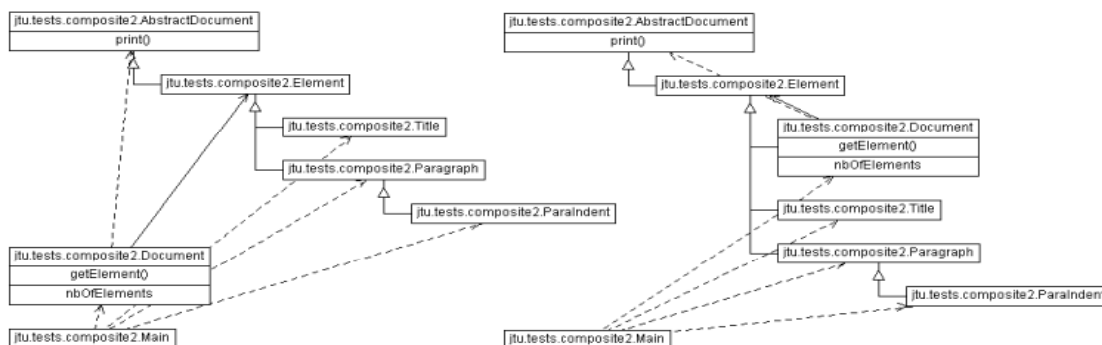 jtu.tests.composite2.AbstractDocument
print()
jtu.tests.composite2.Element
jtu.tests.composite2.Title
jtu.tests.composite2.Paragraph
jtu.tests.composite2.ParaIndent
jtu.tests.composite2.Document
getElement()
nbOfElements
jtu.tests.composite2.Main
jtu.tests.composite2.AbstractDocument
print()
jtu.tests.composite2.Element
jtu.tests.composite2.Document
getElement()
nbOfElements
jtu.tests.composite2.Title
jtu.tests.composite2.Paragraph
jtu.tests.composite2.ParaIndent
jtu.tests.composite2.Main